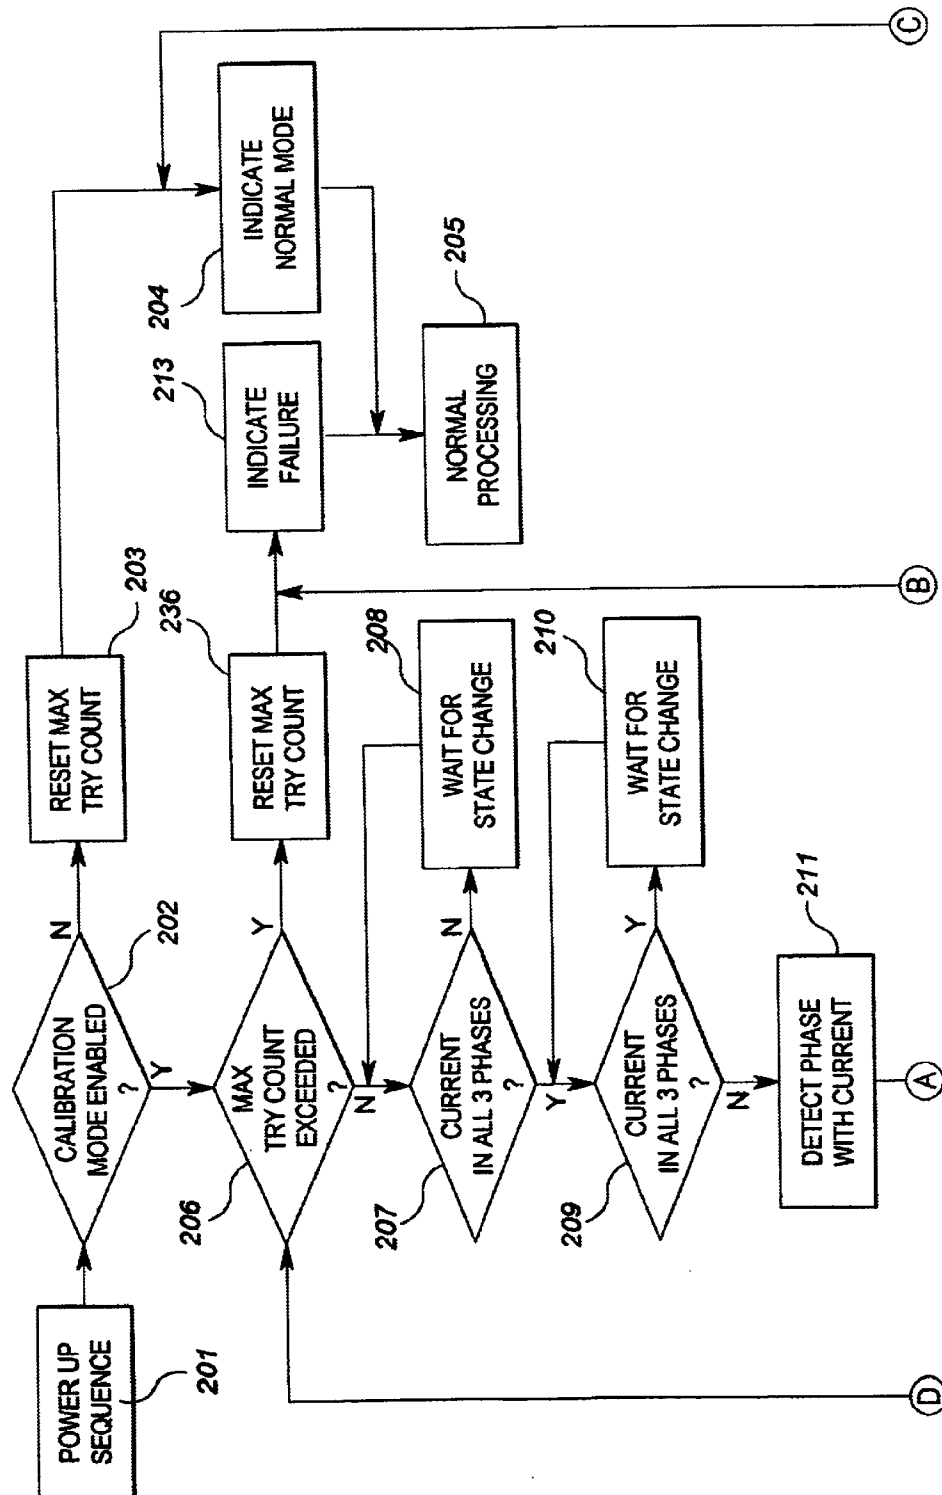 POWER UP
SEQUENCE
201
CALIBRATION
MODE ENABLED
?
202
N
Y
RESET MAX
TRY COUNT
203
INDICATE
NORMAL MODE
204
MAX
TRY COUNT
EXCEEDED
?
206
Y
N
RESET MAX
TRY COUNT
236
INDICATE
FAILURE
213
NORMAL
PROCESSING
205
CURRENT
IN ALL 3 PHASES
?
207
N
Y
WAIT FOR
STATE CHANGE
208
CURRENT
IN ALL 3 PHASES
?
209
Y
N
WAIT FOR
STATE CHANGE
210
DETECT PHASE
WITH CURRENT
211
D
A
B
C